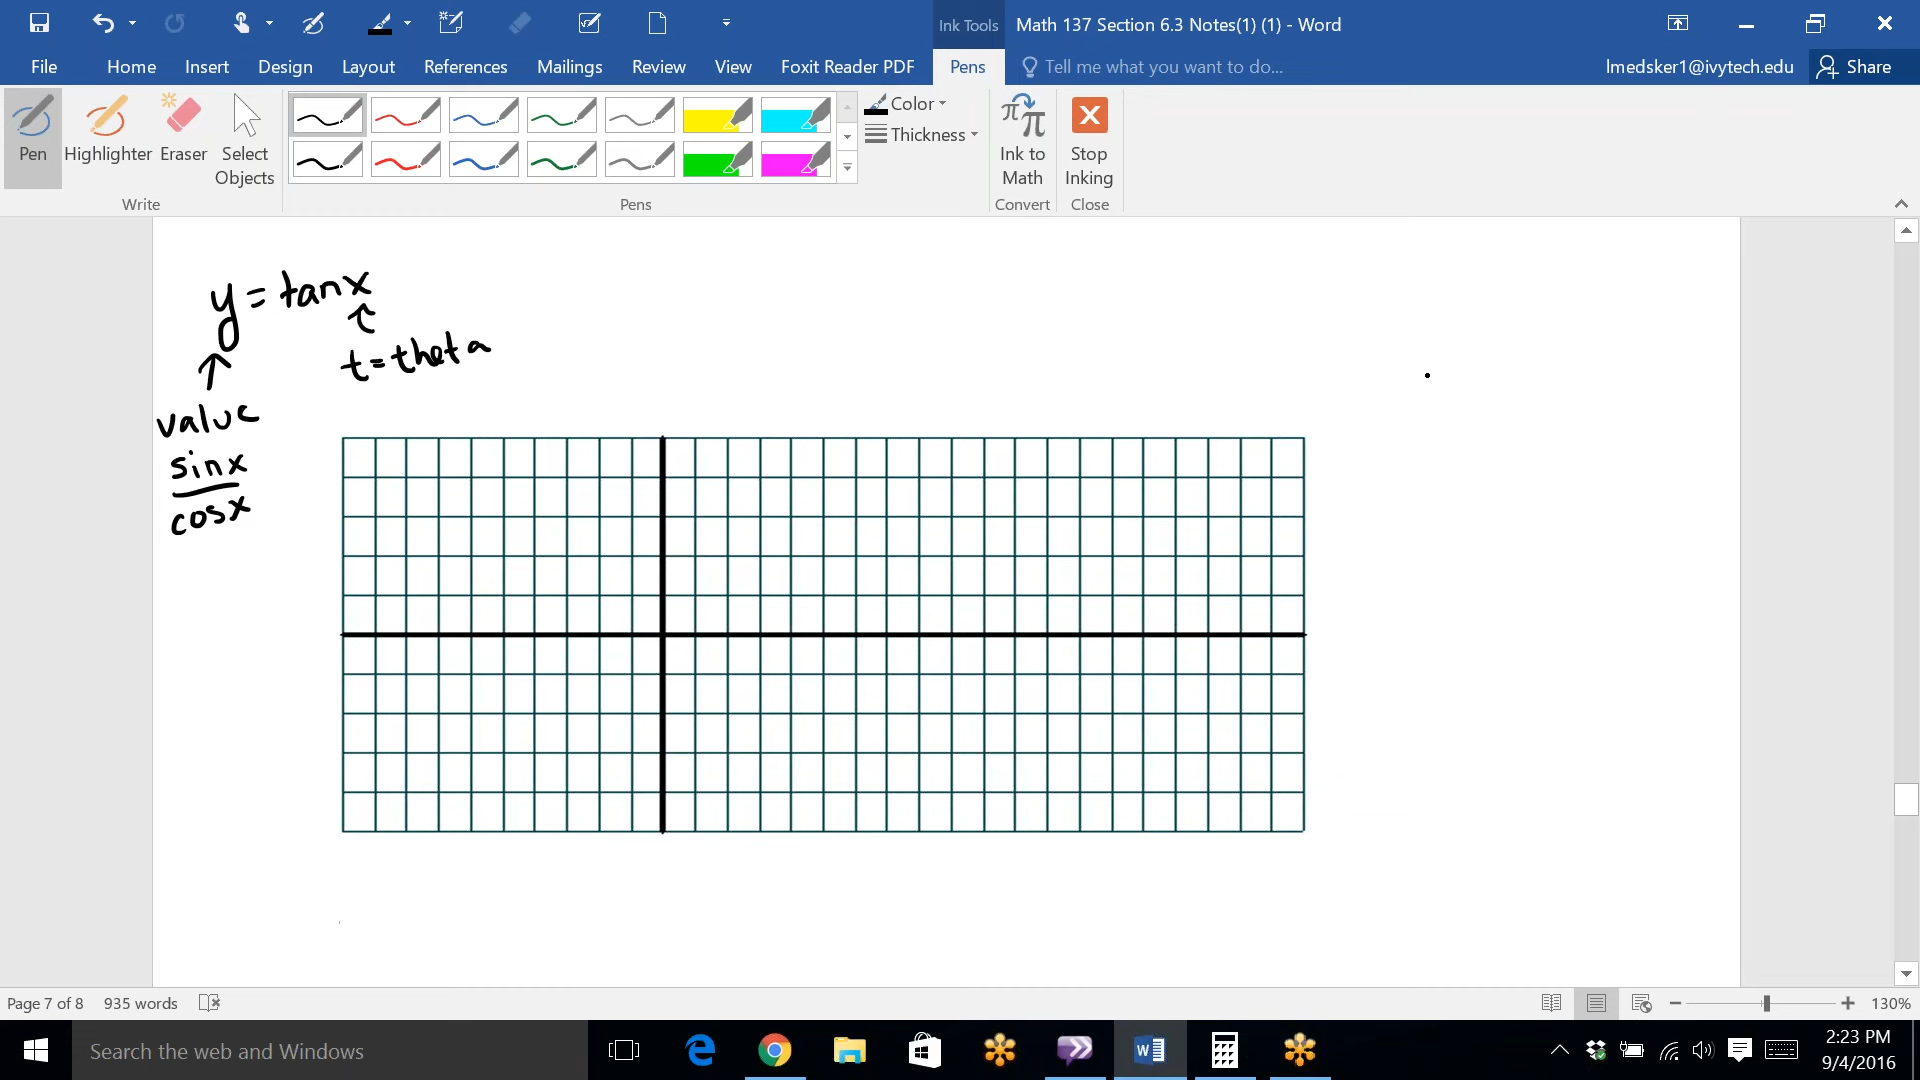 Ink Tools
Math 137 Section 6.3 Notes(1) (1) - Word
File Home Insert Design Layout References Mailings Review View Foxit Reader PDF Pens Tell me what you want to do... lmedsker1@ivytech.edu Share
Pen
Highlighter
Eraser
Select
Objects
Color
Thickness
Ink to
Math
Stop
Inking
Write
Pens
Convert
Close
y = tanx
t = theta
value
sinx
cosx
Page 7 of 8 935 words
130%
Search the web and Windows
2:23 PM
9/4/2016